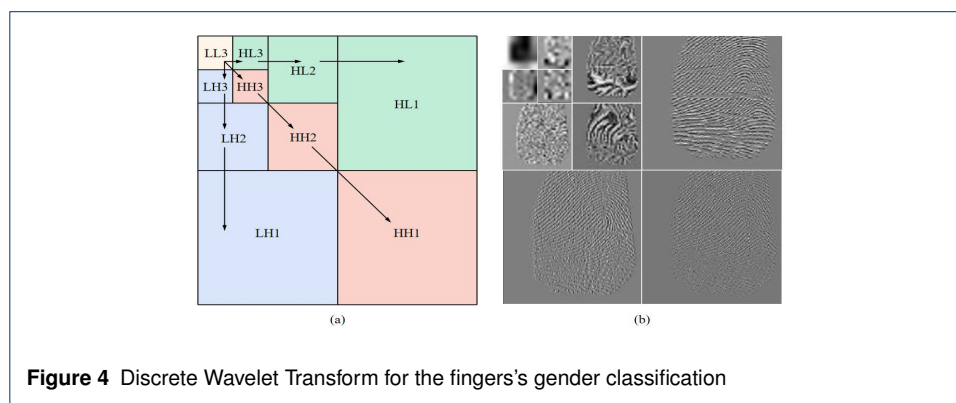 LL3 HL3
HL2
LH3 HH3
HL1
LH2 HH2
LH1 HH1
(a) (b)
Figure 4 Discrete Wavelet Transform for the fingers's gender classification